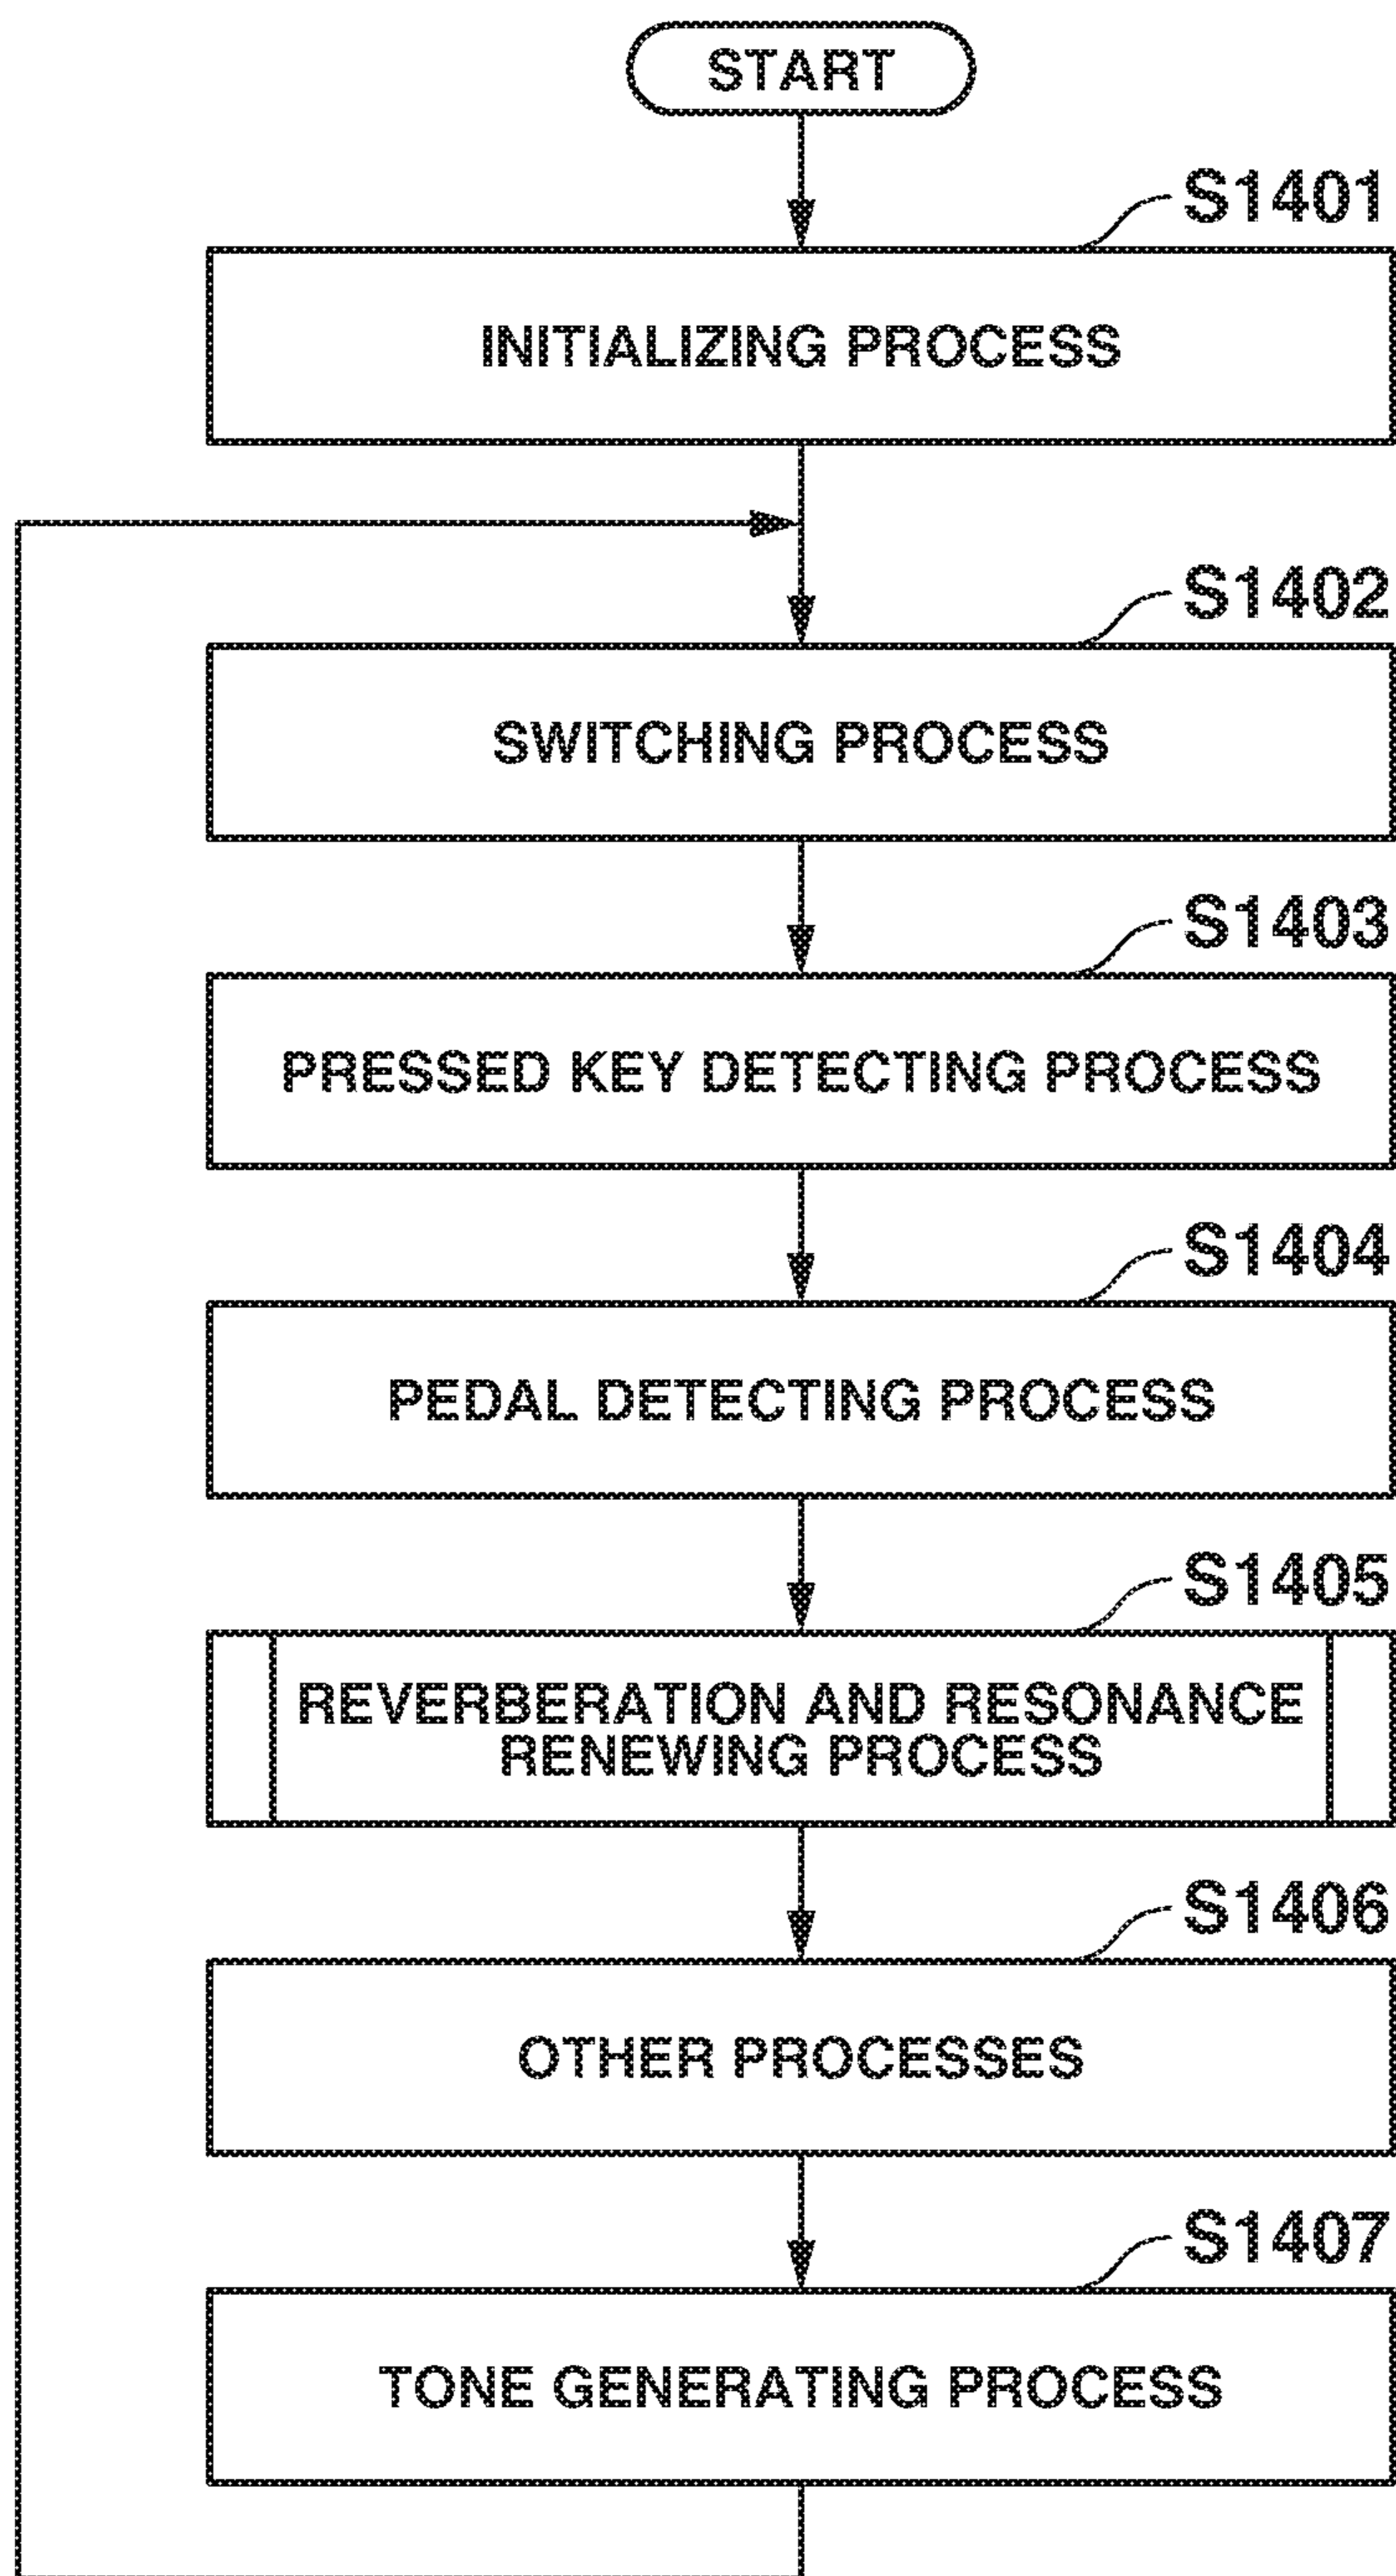 START
S1401
INITIALIZING PROCESS
S1402
SWITCHING PROCESS
S1403
PRESSED KEY DETECTING PROCESS
S1404
PEDAL DETECTING PROCESS
S1405
REVERBERATION AND RESONANCE
RENEWING PROCESS
S1406
OTHER PROCESSES
S1407
TONE GENERATING PROCESS